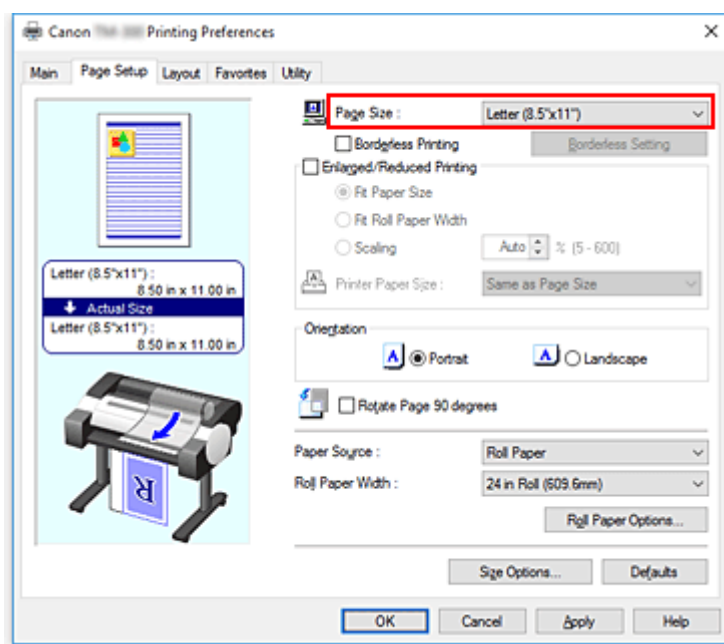 Canon Printing Preferences
Main Page Setup Layout Favorites Utility
Page Size : Letter (8.5"x11")
Borderless Printing Borderless Setting
Enlarged/Reduced Printing
Fit Paper Size
Fit Roll Paper Width
Scaling Auto % (5 - 600)
Printer Paper Size : Same as Page Size
Letter (8.5"x11") :
8.50 in x 11.00 in
Actual Size
Letter (8.5"x11") :
8.50 in x 11.00 in
Orientation
A Portrait A Landscape
Rotate Page 90 degrees
Paper Source : Roll Paper
Roll Paper Width : 24 in Roll (609.6mm)
Roll Paper Options...
R
Size Options... Defaults
OK Cancel Apply Help